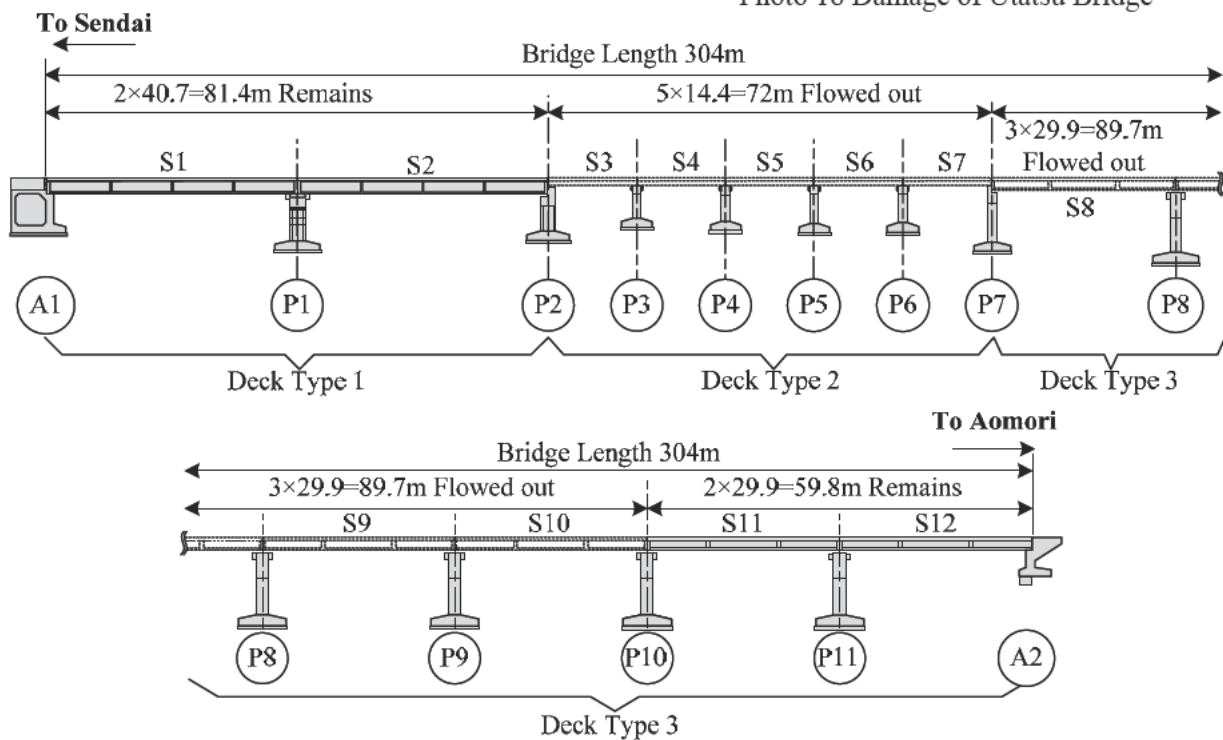 Photo 10 Damage of Utatsu Bridge
To Sendai
Bridge Length 304m
2×40.7=81.4m Remains
5×14.4=72m Flowed out
3×29.9=89.7m
Flowed out
S1
S2
S3
S4
S5
S6
S7
S8
A1
P1
P2
P3
P4
P5
P6
P7
P8
Deck Type 1
Deck Type 2
Deck Type 3
To Aomori
Bridge Length 304m
3×29.9=89.7m Flowed out
2×29.9=59.8m Remains
S9
S10
S11
S12
P8
P9
P10
P11
A2
Deck Type 3